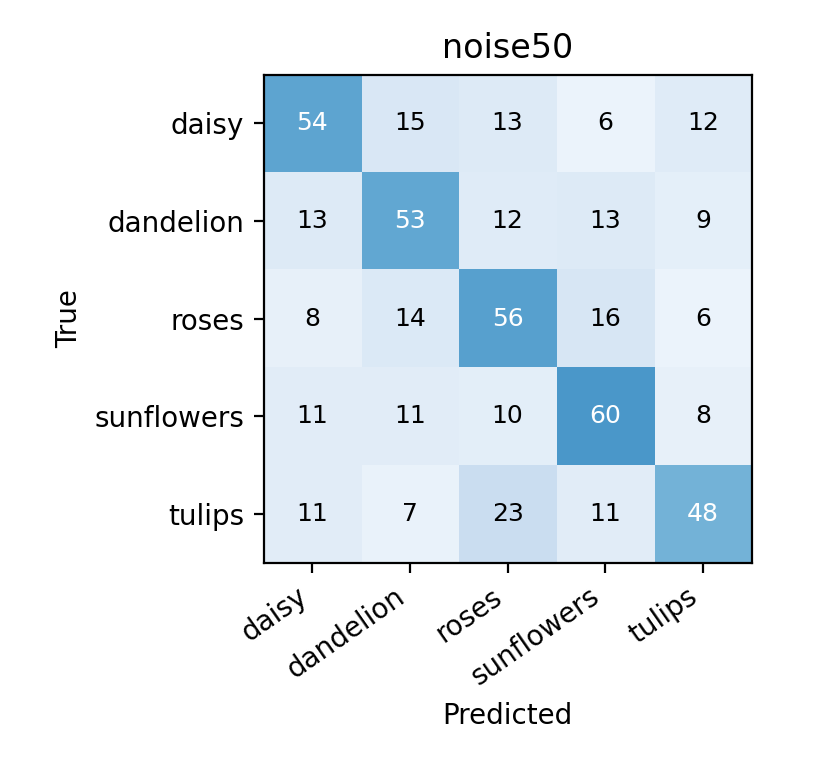 noise50
daisy 54 15 13 6 12
dandelion 13 53 12 13 9
roses 8 14 56 16 6
sunflowers 11 11 10 60 8
tulips 11 7 23 11 48
True
daisy dandelion roses sunflowers tulips
Predicted